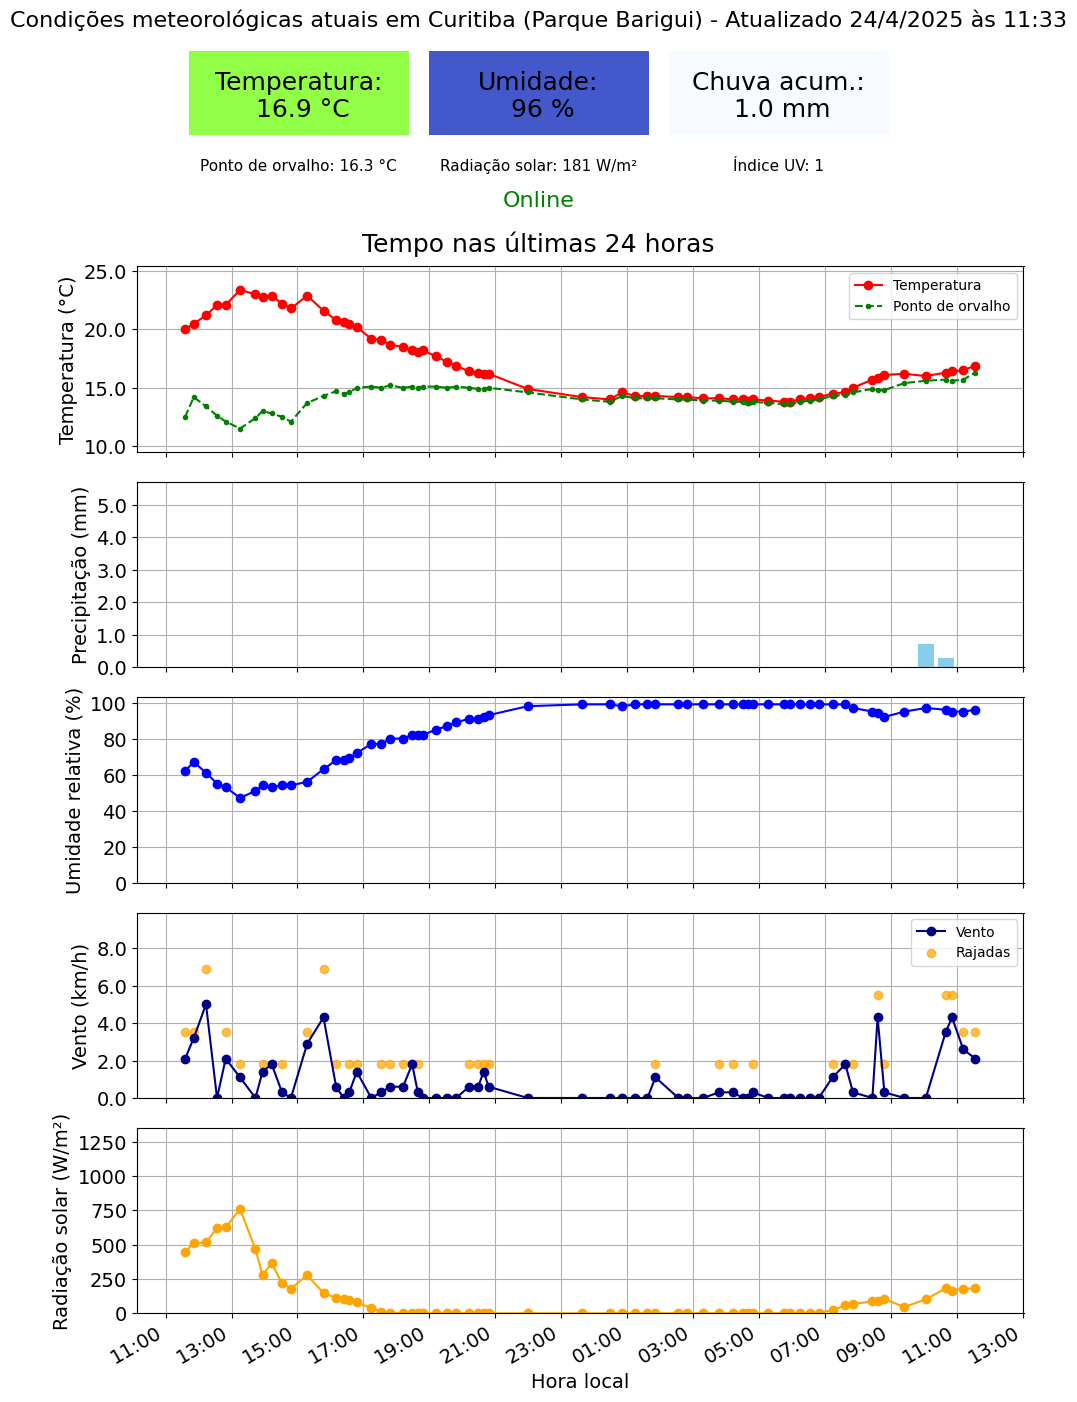 Condições meteorológicas atuais em Curitiba (Parque Barigui) - Atualizado 24/4/2025 às 11:33
Temperatura:
16.9 °C
Umidade:
96 %
Chuva acum.:
1.0 mm
Ponto de orvalho: 16.3 °C
Radiação solar: 181 W/m²
Índice UV: 1
Online
Tempo nas últimas 24 horas
Temperatura (°C)
25.0
20.0
15.0
10.0
Temperatura
Ponto de orvalho
Precipitação (mm)
5.0
4.0
3.0
2.0
1.0
0.0
Umidade relativa (%)
100
80
60
40
20
0
Vento (km/h)
8.0
6.0
4.0
2.0
0.0
Vento
Rajadas
Radiação solar (W/m²)
1250
1000
750
500
250
0
11:00
13:00
15:00
17:00
19:00
21:00
23:00
01:00
03:00
05:00
07:00
09:00
11:00
13:00
Hora local